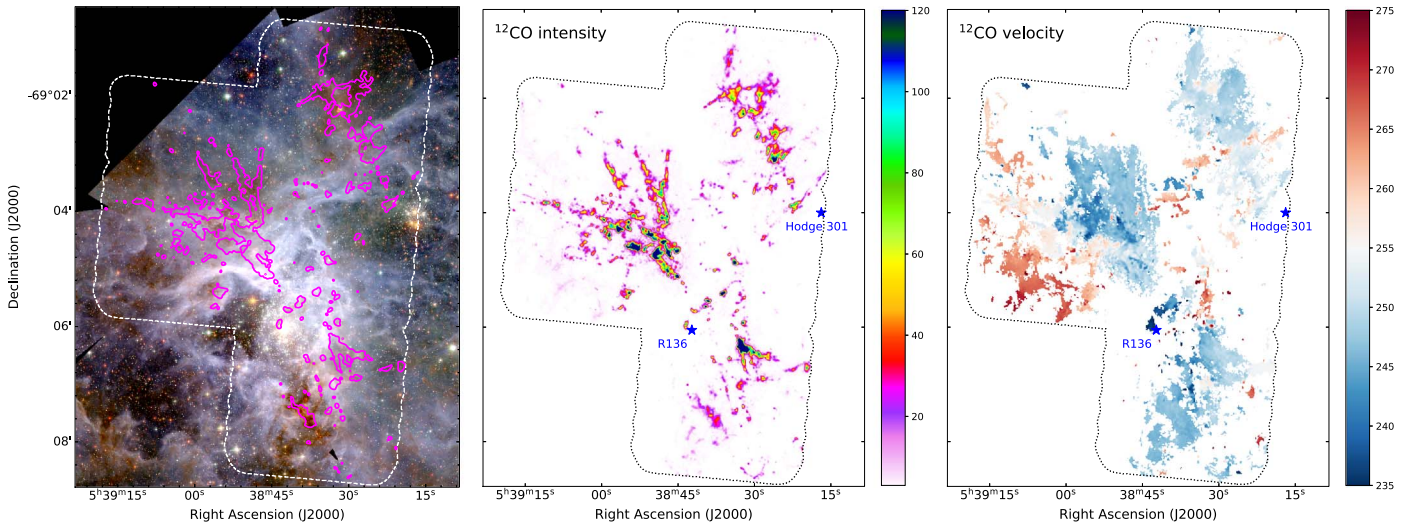 -69°02'
04'
06'
08'
Declination (J2000)
5ʰ39ᵐ15ˢ 00ˢ 38ᵐ45ˢ 30ˢ 15ˢ
Right Ascension (J2000)
¹²CO intensity
Hodge 301
R136
5ʰ39ᵐ15ˢ 00ˢ 38ᵐ45ˢ 30ˢ 15ˢ
Right Ascension (J2000)
120
100
80
60
40
20
¹²CO velocity
Hodge 301
R136
5ʰ39ᵐ15ˢ 00ˢ 38ᵐ45ˢ 30ˢ 15ˢ
Right Ascension (J2000)
275
270
265
260
255
250
245
240
235